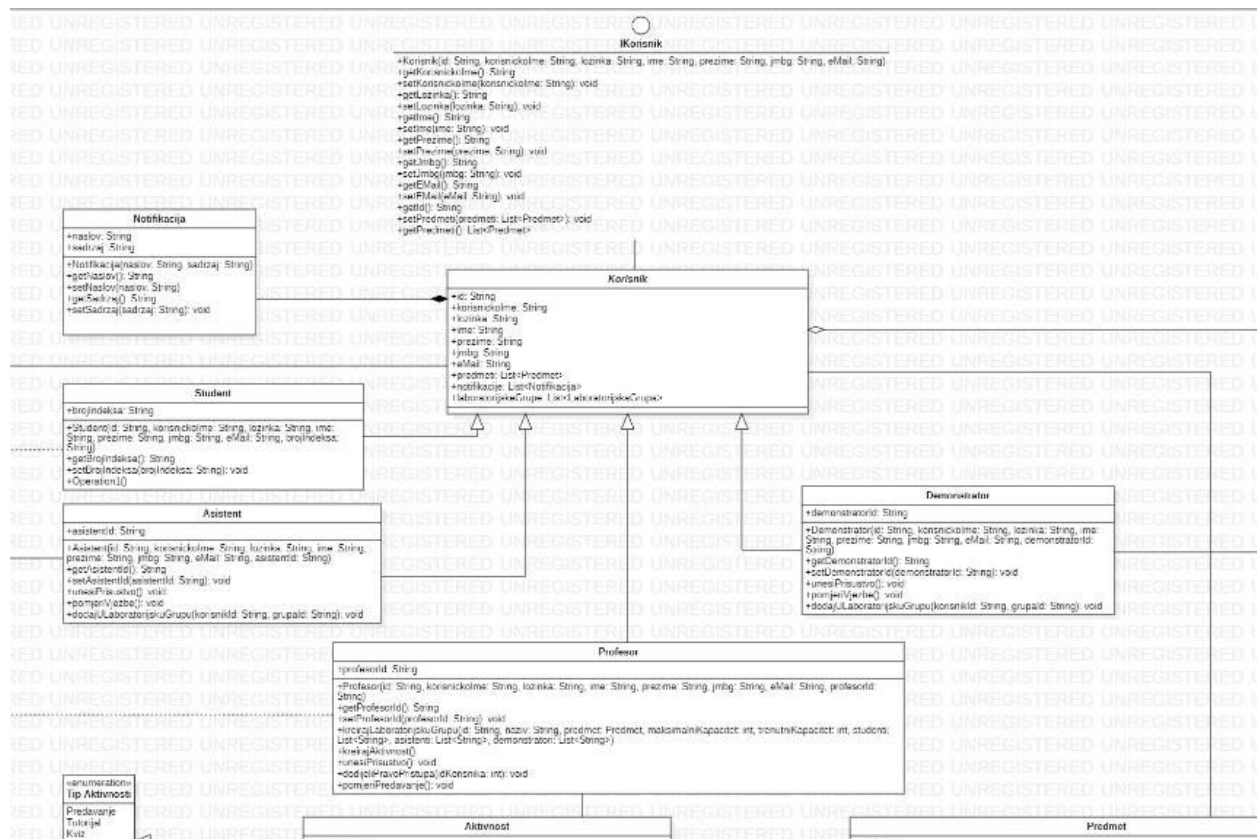 IKorisnik
+Korisnik(id: String, korisnickoIme: String, lozinka: String, ime: String, prezime: String, jmbg: String, eMail: String)
+getKorisnickoIme(): String
+setKorisnickoIme(korisnickoIme: String): void
+getLozinka(): String
+setLozinka(lozinka: String): void
+getIme(): String
+setIme(ime: String): void
+getPrezime(): String
+setPrezime(prezime: String): void
+getJmbg(): String
+setJmbg(jmbg: String): void
+getEMail(): String
+setEMail(eMail: String): void
+getId(): String
+setPredmeti(predmeti: List<Predmet>): void
+getPredmeti(): List<Predmet>
Notifikacija
+naslov: String
+sadrzaj: String
+Notifikacija(naslov: String, sadrzaj: String)
+getNaslov(): String
+setNaslov(naslov: String)
+getSadrzaj(): String
+setSadrzaj(sadrzaj: String): void
Korisnik
+id: String
+korisnickoIme: String
+lozinka: String
+ime: String
+prezime: String
+jmbg: String
+eMail: String
+predmeti: List<Predmet>
+notifikacije: List<Notifikacija>
+laboratorijskeGrupe: List<LaboratorijskaGrupa>
Student
+brojIndeksa: String
+Student(id: String, korisnickoIme: String, lozinka: String, ime:
String, prezime: String, jmbg: String, eMail: String, brojIndeksa:
String)
+getBrojIndeksa(): String
+setBrojIndeksa(brojIndeksa: String): void
+Operation1()
Asistent
+asistentId: String
+Asistent(id: String, korisnickoIme: String, lozinka: String, ime: String,
prezime: String, jmbg: String, eMail: String, asistentId: String)
+getAsistentId(): String
+setAsistentId(asistentId: String): void
+unesiPrisustvo(): void
+pomjeriVjezbe(): void
+dodajULaboratorijskuGrupu(korisnikId: String, grupaId: String): void
Demonstrator
+demonstratorId: String
+Demonstrator(id: String, korisnickoIme: String, lozinka: String, ime:
String, prezime: String, jmbg: String, eMail: String, demonstratorId:
String)
+getDemonstratorId(): String
+setDemonstratorId(demonstratorId: String): void
+unesiPrisustvo(): void
+pomjeriVjezbe(): void
+dodajULaboratorijskuGrupu(korisnikId: String, grupaId: String): void
Profesor
+profesorId: String
+Profesor(id: String, korisnickoIme: String, lozinka: String, ime: String, prezime: String, jmbg: String, eMail: String, profesorId:
String)
+getProfesorId(): String
+setProfesorId(profesorId: String): void
+kreirajLaboratorijskuGrupu(id: String, naziv: String, predmet: Predmet, maksimalniKapacitet: int, trenutniKapacitet: int, studenti:
List<String>, asistenti: List<String>, demonstratori: List<String>)
+kreirajAktivnost()
+unesiPrisustvo(): void
+dodijeliPravoPristupa(idKorisnika: int): void
+pomjeriPredavanje(): void
«enumeration»
Tip Aktivnosti
Predavanje
Tutorijal
Kviz
Aktivnost
Predmet